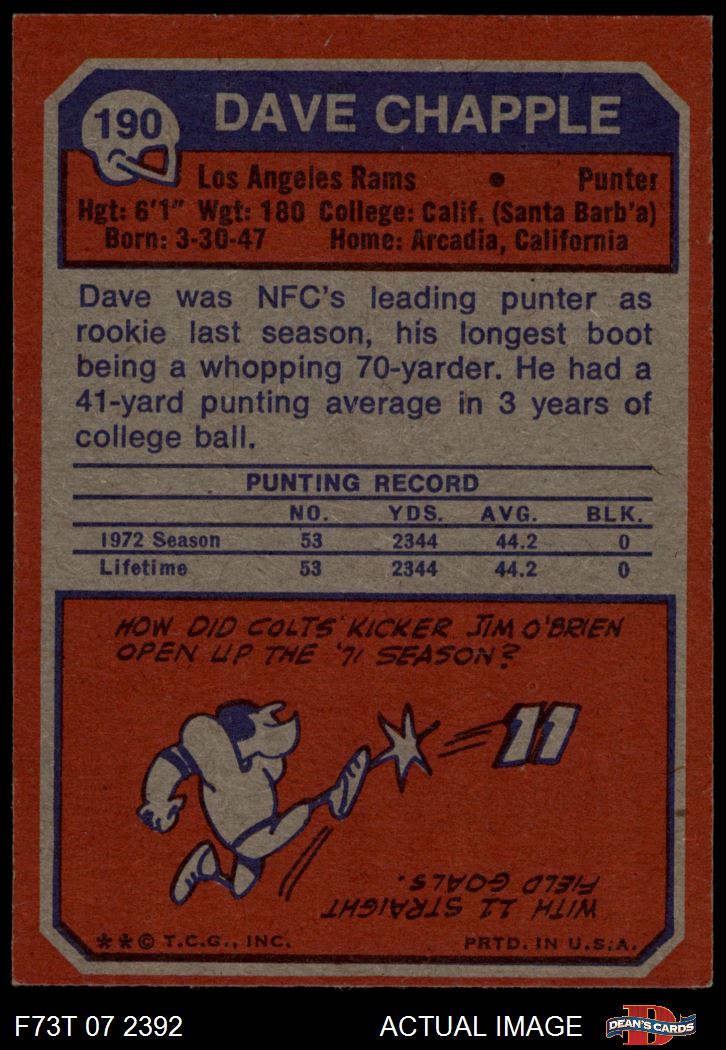 190
DAVE CHAPPLE
Los Angeles Rams • Punter
Hgt: 6'1" Wgt: 180 College: Calif. (Santa Barb'a)
Born: 3-30-47 Home: Arcadia, California
Dave was NFC's leading punter as
rookie last season, his longest boot
being a whopping 70-yarder. He had a
41-yard punting average in 3 years of
college ball.
PUNTING RECORD
NO. YDS. AVG. BLK.
1972 Season 53 2344 44.2 0
Lifetime 53 2344 44.2 0
HOW DID COLTS' KICKER JIM O'BRIEN
OPEN UP THE '71 SEASON?
11
WITH 11 STRAIGHT
FIELD GOALS.
**© T.C.G., INC. PRTD. IN U.S.A.
F73T 07 2392 ACTUAL IMAGE
D
DEAN'S CARDS